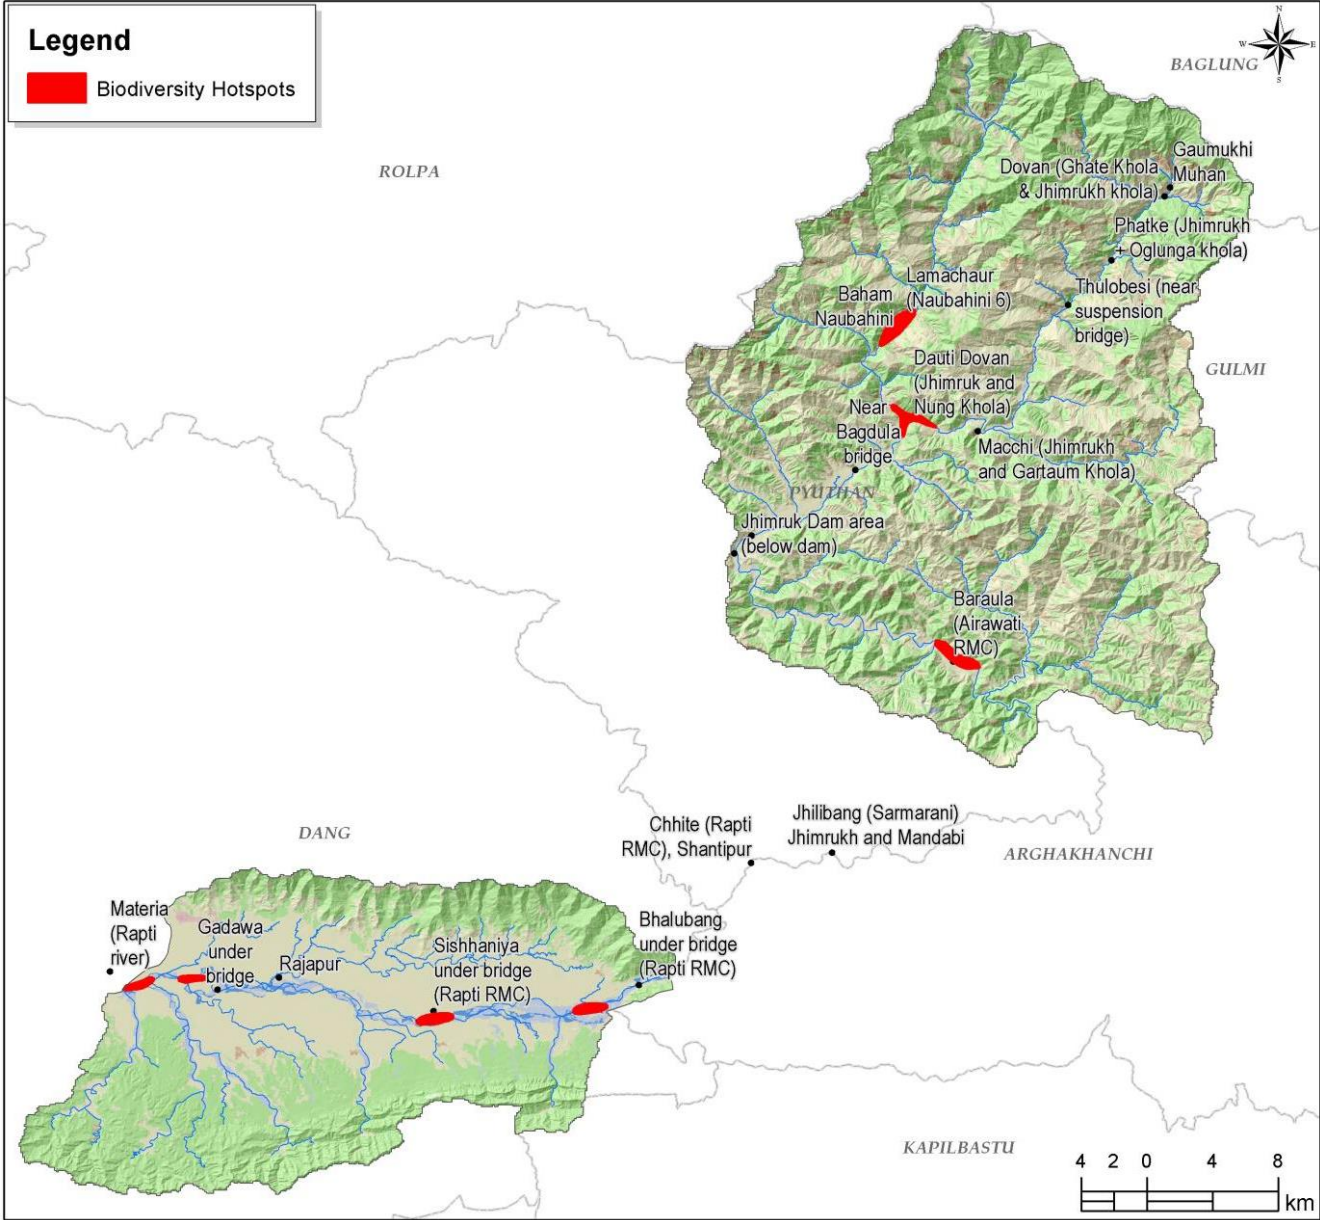 Legend
Biodiversity Hotspots
N
W
E
S
BAGLUNG
ROLPA
Gaumukhi
Muhan
Dovan (Ghate Khola
& Jhimrukh khola)
Phatke (Jhimrukh
+ Oglunga khola)
Lamachaur
(Naubahini 6)
Baham
Naubahini
Thulobesi (near
suspension
bridge)
Dauti Dovan
(Jhimruk and
Nung Khola)
GULMI
Near
Bagdula
bridge
Macchi (Jhimrukh
and Gartaum Khola)
PYUTHAN
Jhimruk Dam area
(below dam)
Baraula
(Airawati
RMC)
Chhite (Rapti
RMC), Shantipur
Jhilibang (Sarmarani)
Jhimrukh and Mandabi
DANG
ARGHAKHANCHI
Materia
(Rapti
river)
Gadawa
under
bridge
Rajapur
Sishhaniya
under bridge
(Rapti RMC)
Bhalubang
under bridge
(Rapti RMC)
KAPILBASTU
4 2 0 4 8
km